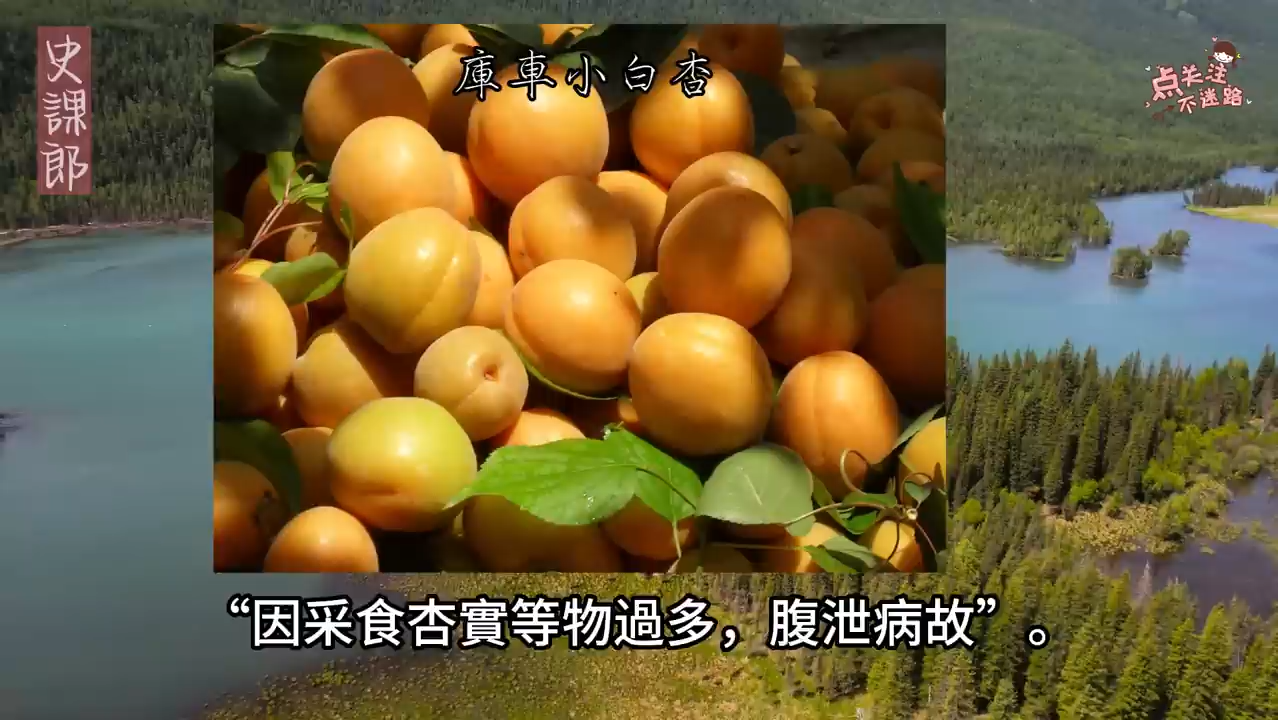 史課郎
庫車小白杏
点关注
不迷路
“因采食杏實等物過多，腹泄病故”。